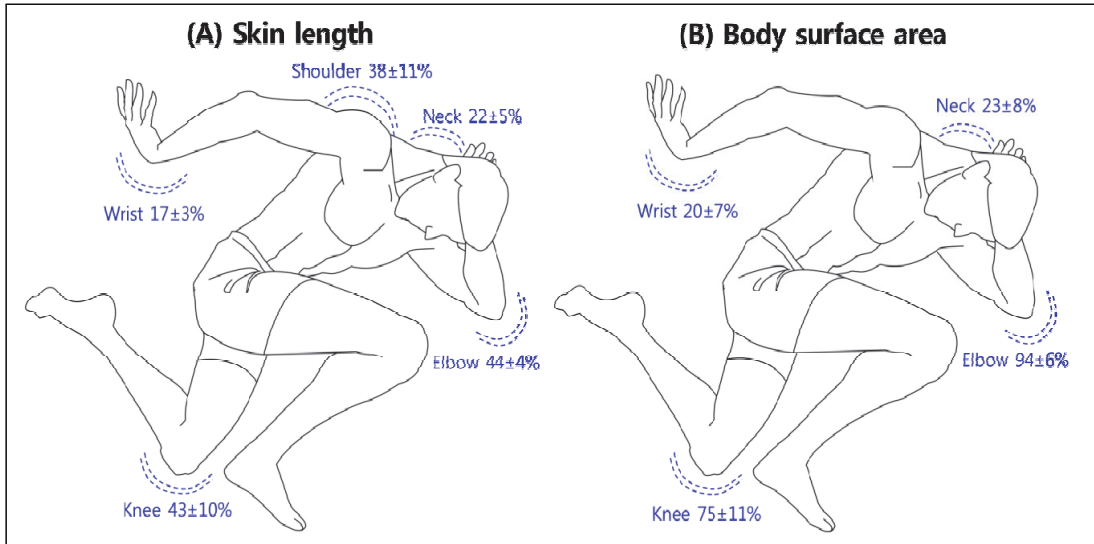 (A) Skin length
Shoulder 38±11%
Neck 22±5%
Wrist 17±3%
Elbow 44±4%
Knee 43±10%
(B) Body surface area
Neck 23±8%
Wrist 20±7%
Elbow 94±6%
Knee 75±11%